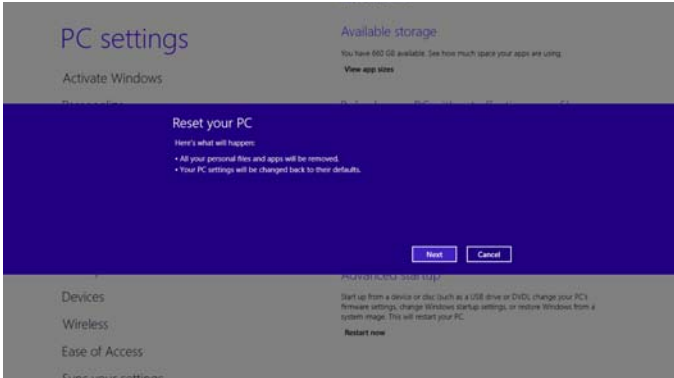 PC settings
Activate Windows
Available storage
You have 660 GB available. See how much space your apps are using.
View app sizes
Reset your PC
Here's what will happen:
• All your personal files and apps will be removed.
• Your PC settings will be changed back to their defaults.
Next
Cancel
Devices
Wireless
Ease of Access
Sync your settings
Advanced startup
Start up from a device or disc (such as a USB drive or DVD), change your PC's
firmware settings, change Windows startup settings, or restore Windows from a
system image. This will restart your PC.
Restart now